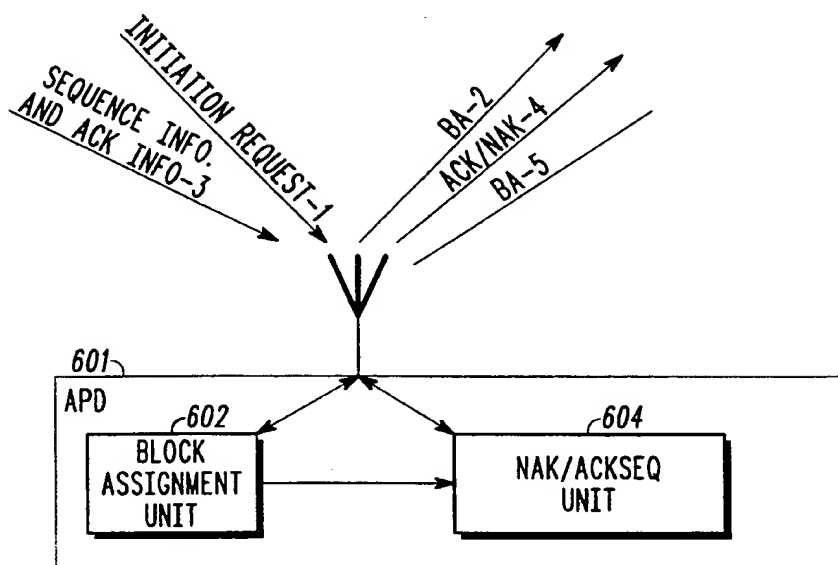 INITIATION REQUEST-1
SEQUENCE INFO.
AND ACK INFO-3
BA-2
ACK/NAK-4
BA-5
601
APD
602
BLOCK
ASSIGNMENT
UNIT
604
NAK/ACKSEQ
UNIT